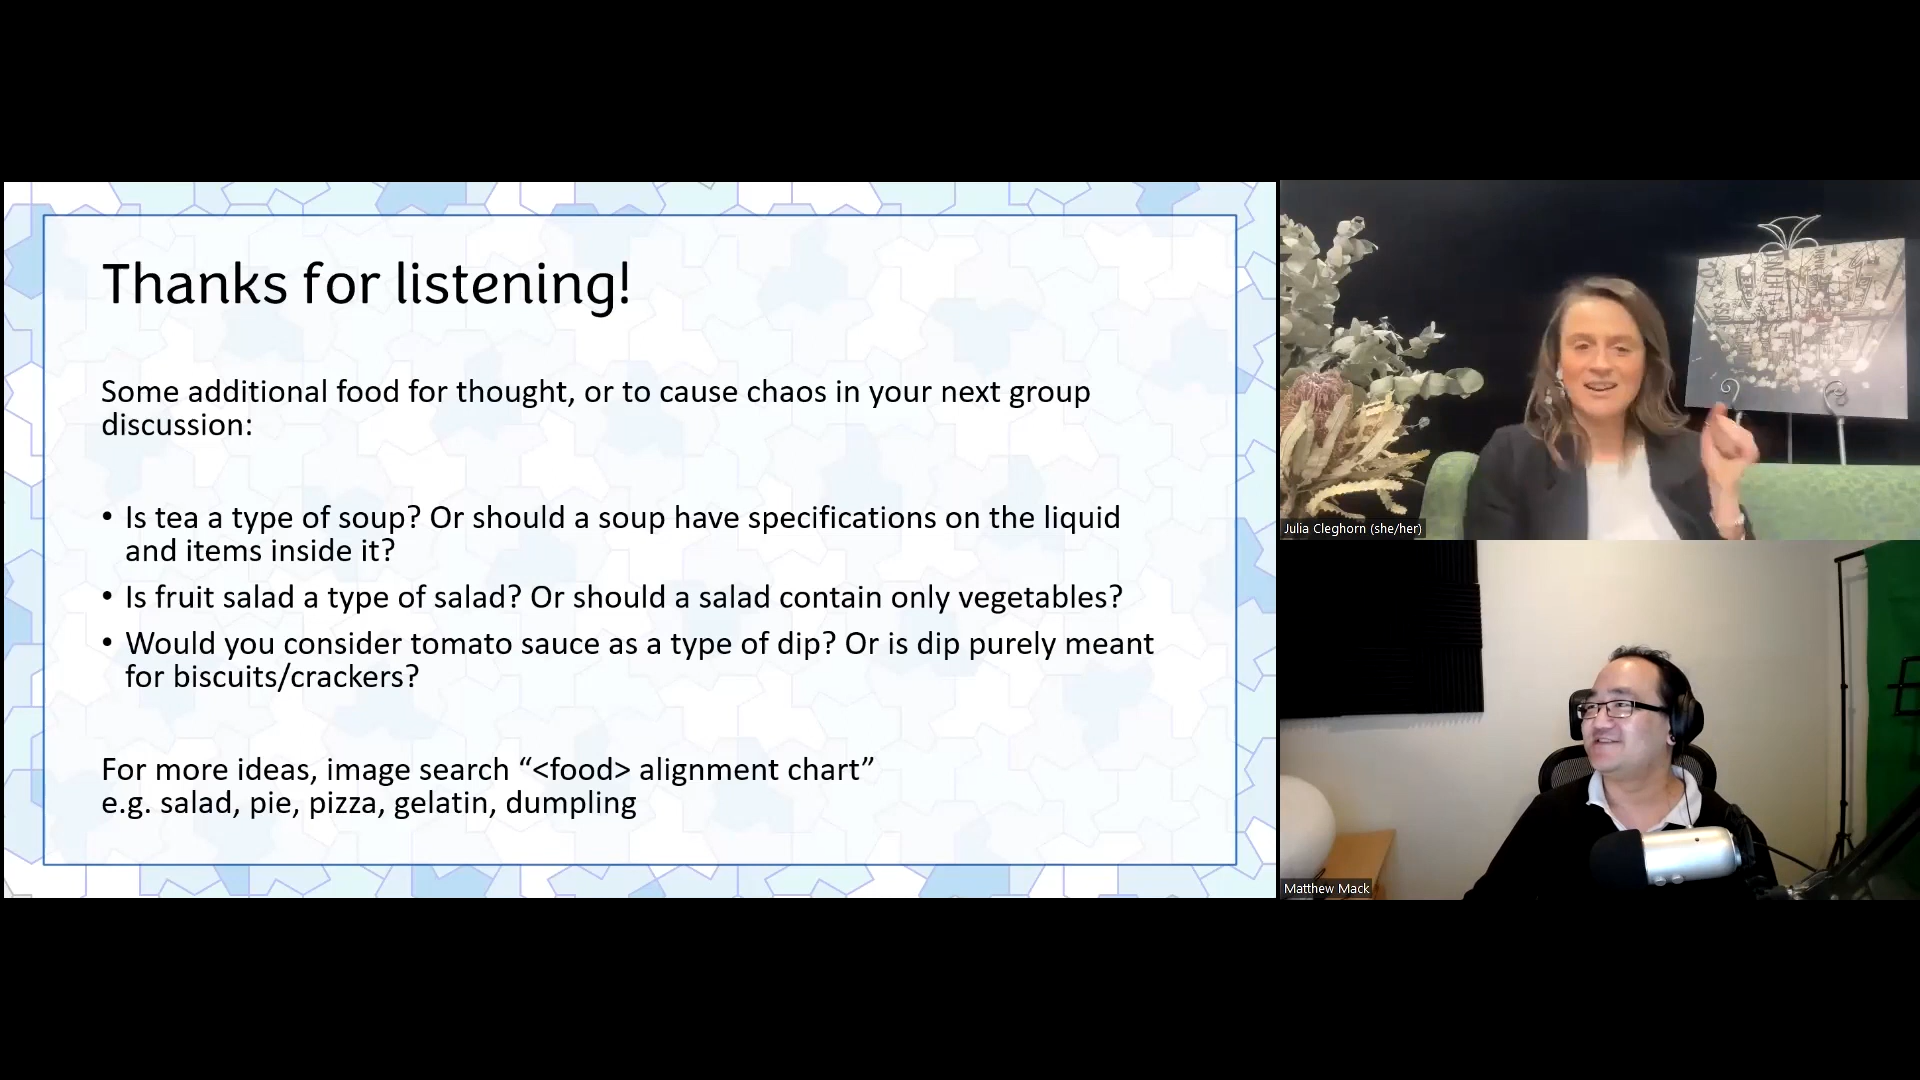 Thanks for listening!
Some additional food for thought, or to cause chaos in your next group
discussion:
• Is tea a type of soup? Or should a soup have specifications on the liquid
and items inside it?
• Is fruit salad a type of salad? Or should a salad contain only vegetables?
• Would you consider tomato sauce as a type of dip? Or is dip purely meant
for biscuits/crackers?
For more ideas, image search “<food> alignment chart”
e.g. salad, pie, pizza, gelatin, dumpling
Julia Cleghorn (she/her)
Matthew Mack